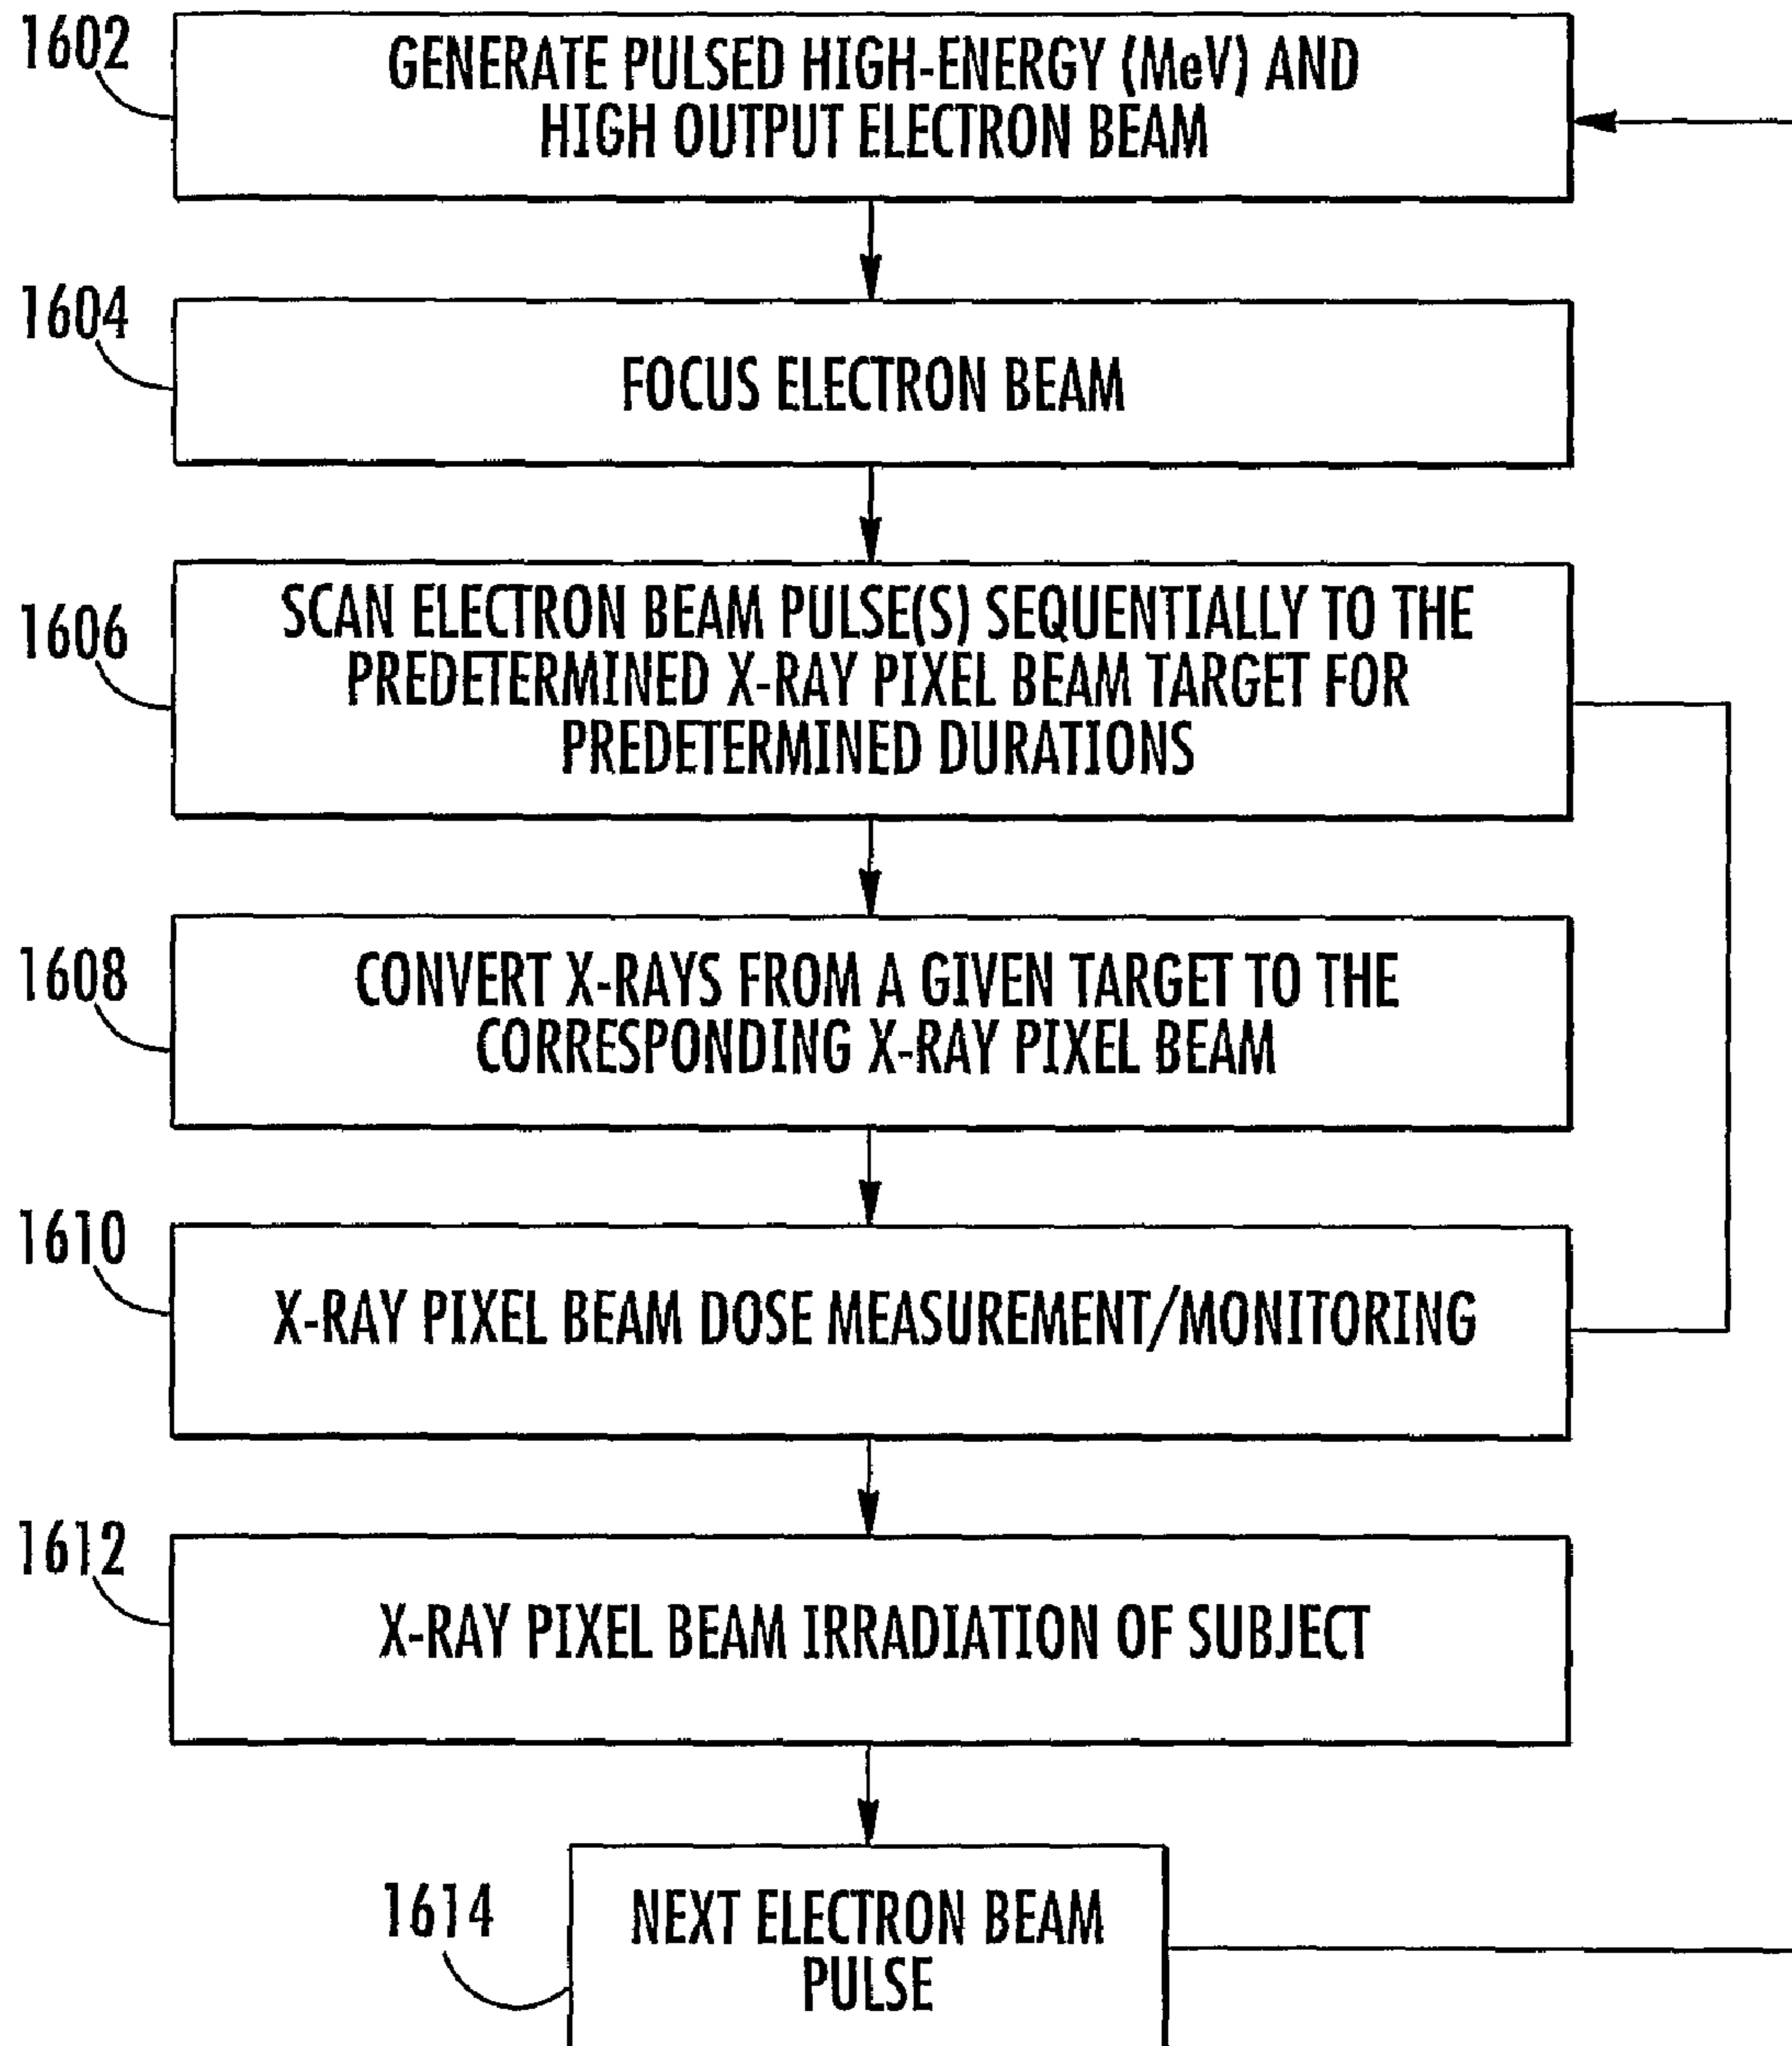 1602
GENERATE PULSED HIGH-ENERGY (MeV) AND
HIGH OUTPUT ELECTRON BEAM
1604
FOCUS ELECTRON BEAM
1606
SCAN ELECTRON BEAM PULSE(S) SEQUENTIALLY TO THE
PREDETERMINED X-RAY PIXEL BEAM TARGET FOR
PREDETERMINED DURATIONS
1608
CONVERT X-RAYS FROM A GIVEN TARGET TO THE
CORRESPONDING X-RAY PIXEL BEAM
1610
X-RAY PIXEL BEAM DOSE MEASUREMENT/MONITORING
1612
X-RAY PIXEL BEAM IRRADIATION OF SUBJECT
1614
NEXT ELECTRON BEAM
PULSE